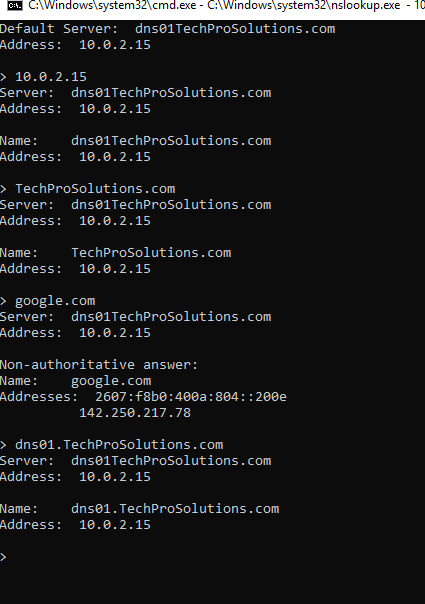 C:\Windows\system32\cmd.exe - C:\Windows\system32\nslookup.exe - 10
Default Server:  dns01TechProSolutions.com
Address:  10.0.2.15
> 10.0.2.15
Server:  dns01TechProSolutions.com
Address:  10.0.2.15
Name:    dns01TechProSolutions.com
Address:  10.0.2.15
> TechProSolutions.com
Server:  dns01TechProSolutions.com
Address:  10.0.2.15
Name:    TechProSolutions.com
Address:  10.0.2.15
> google.com
Server:  dns01TechProSolutions.com
Address:  10.0.2.15
Non-authoritative answer:
Name:    google.com
Addresses:  2607:f8b0:400a:804::200e
          142.250.217.78
> dns01.TechProSolutions.com
Server:  dns01TechProSolutions.com
Address:  10.0.2.15
Name:    dns01.TechProSolutions.com
Address:  10.0.2.15
>